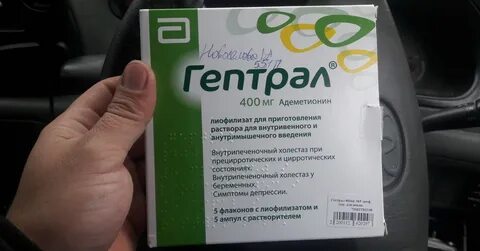 Гептрал®
400 мг Адеметионин
лиофилизат для приготовления
раствора для внутривенного и
внутримышечного введения
Внутрипеченочный холестаз при
прецирротических и цирротических
состояниях.
Внутрипеченочный холестаз у
беременных.
Симптомы депрессии.
5 флаконов с лиофилизатом и
5 ампул с растворителем